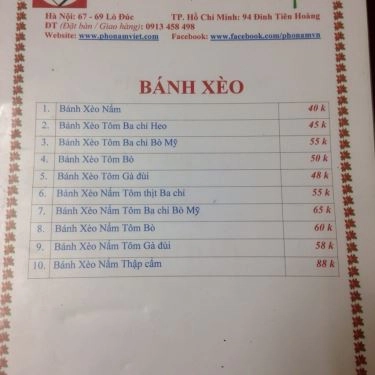 Hà Nội: 67 - 69 Lò Đúc TP. Hồ Chí Minh: 94 Đinh Tiên Hoàng
ĐT (Đặt bàn / Giao hàng): 0913 458 498
Website: www.phonamviet.com Facebook: www.facebook.com/phonamvn
BÁNH XÈO
1. Bánh Xèo Nấm 40 k
2. Bánh Xèo Tôm Ba chỉ Heo 45 k
3. Bánh Xèo Tôm Ba chỉ Bò Mỹ 55 k
4. Bánh Xèo Tôm Bò 50 k
5. Bánh Xèo Tôm Gà đùi 48 k
6. Bánh Xèo Nấm Tôm thịt Ba chỉ 55 k
7. Bánh Xèo Nấm Tôm Ba chỉ Bò Mỹ 65 k
8. Bánh Xèo Nấm Tôm Bò 60 k
9. Bánh Xèo Nấm Tôm Gà đùi 58 k
10. Bánh Xèo Nấm Thập cẩm 88 k